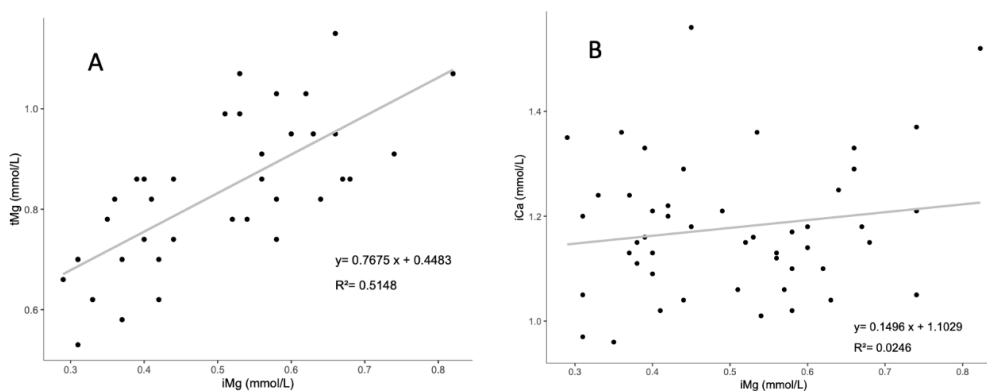 A
tMg (mmol/L)
1.0
0.8
0.6
y= 0.7675 x + 0.4483
R²= 0.5148
0.3 0.4 0.5 0.6 0.7 0.8
iMg (mmol/L)
B
iCa (mmol/L)
1.4
1.2
1.0
y= 0.1496 x + 1.1029
R²= 0.0246
0.3 0.4 0.5 0.6 0.7 0.8
iMg (mmol/L)